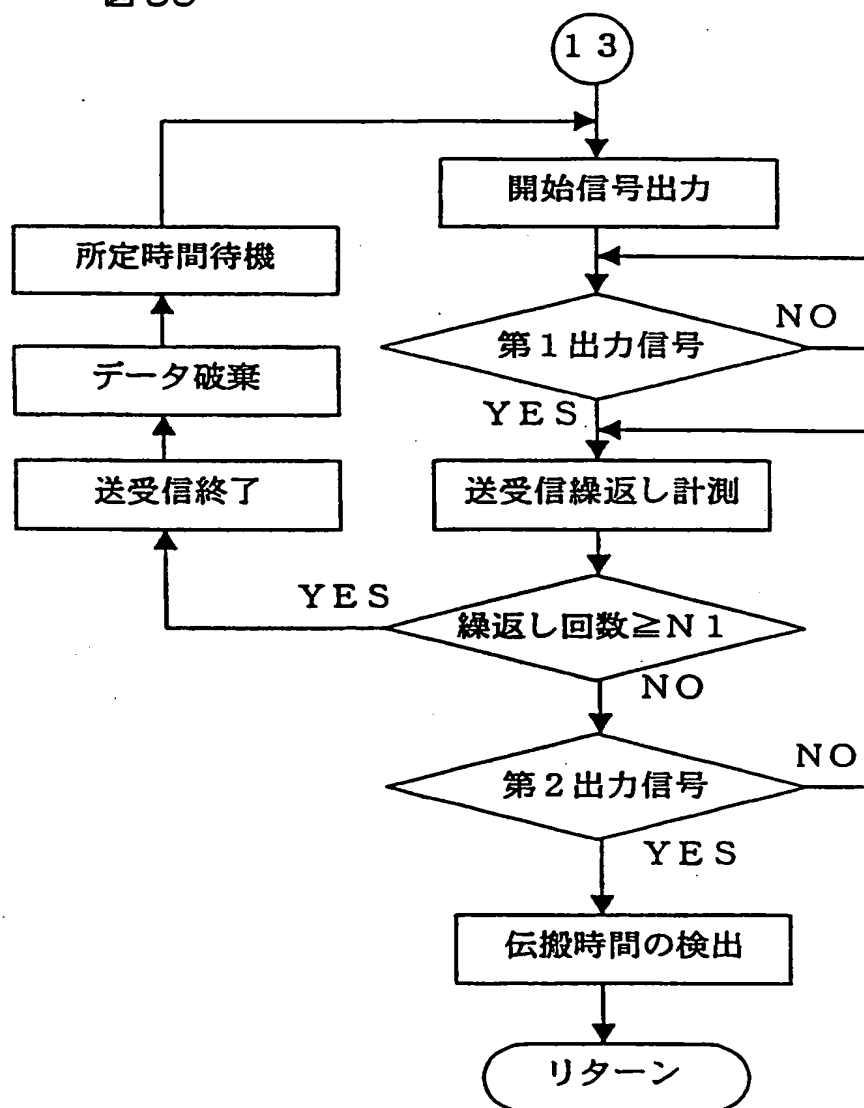 １３
開始信号出力
所定時間待機
第１出力信号
NO
データ破棄
YES
送受信終了
送受信繰返し計測
YES
繰返し回数≧N１
NO
第２出力信号
NO
YES
伝搬時間の検出
リターン